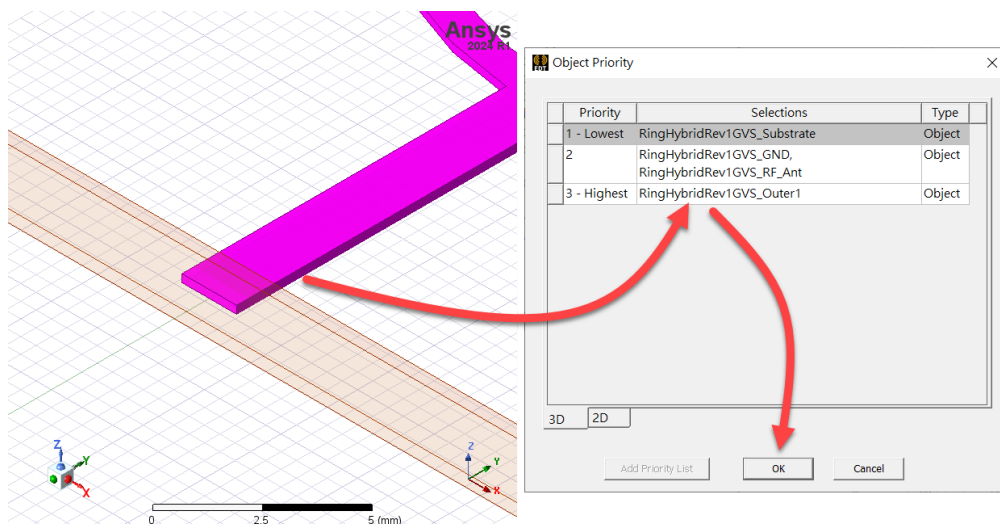 Ansys
2024 R1
Z
Y
X
Z
Y
X
0
2.5
5 (mm)
EDT
Object Priority
Priority
Selections
Type
1 - Lowest
RingHybridRev1GVS_Substrate
Object
2
RingHybridRev1GVS_GND,
RingHybridRev1GVS_RF_Ant
Object
3 - Highest
RingHybridRev1GVS_Outer1
Object
3D
2D
Add Priority List
OK
Cancel